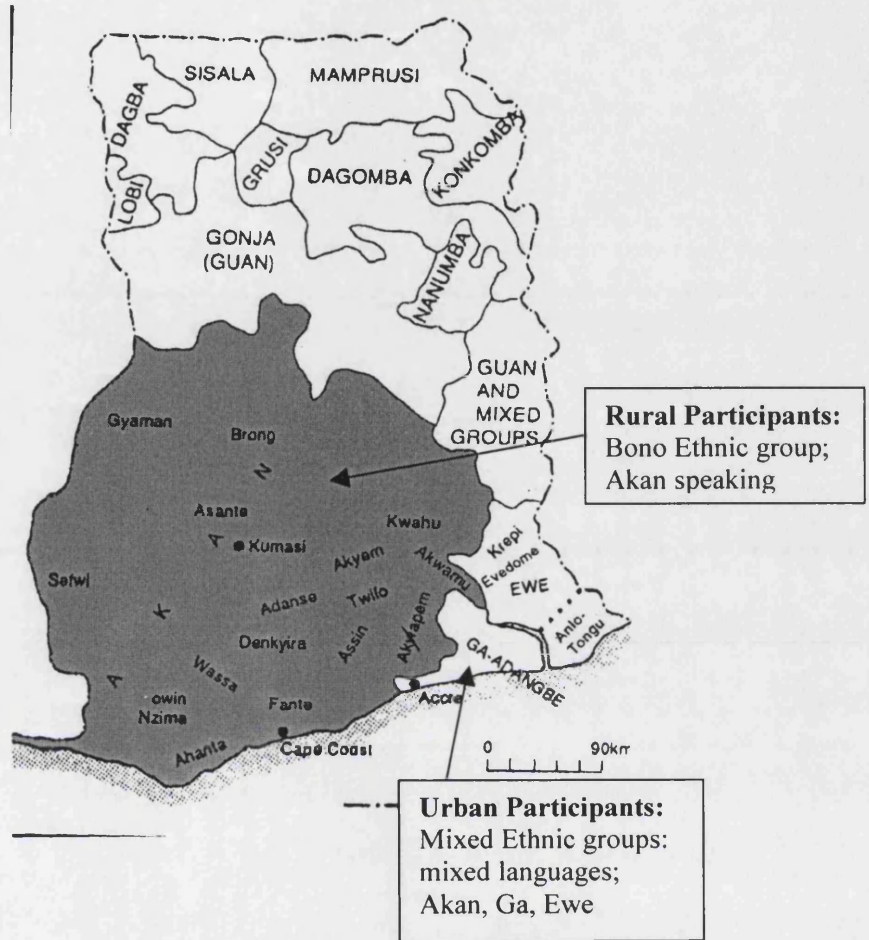 SISALA
MAMPRUSI
DAGBA
KONKOMBA
GRUSI
DAGOMBA
LOBI
GONJA
(GUAN)
NANUMBA
GUAN
AND
MIXED
GROUPS
Rural Participants:
Bono Ethnic group;
Akan speaking
Gyaman
Brong
Asante
Kwahu
Kumasi
Akyem
Akwamu
Krepi
Evedome
EWE
Sefwi
Adanse
Twifo
Anlo-
Tongu
Denkyira
Assin
Akwapem
GA-ADANGBE
Wassa
AKAN
owin
Nzima
Fante
Accra
Ahanta
Cape Coast
0 90km
Urban Participants:
Mixed Ethnic groups:
mixed languages;
Akan, Ga, Ewe